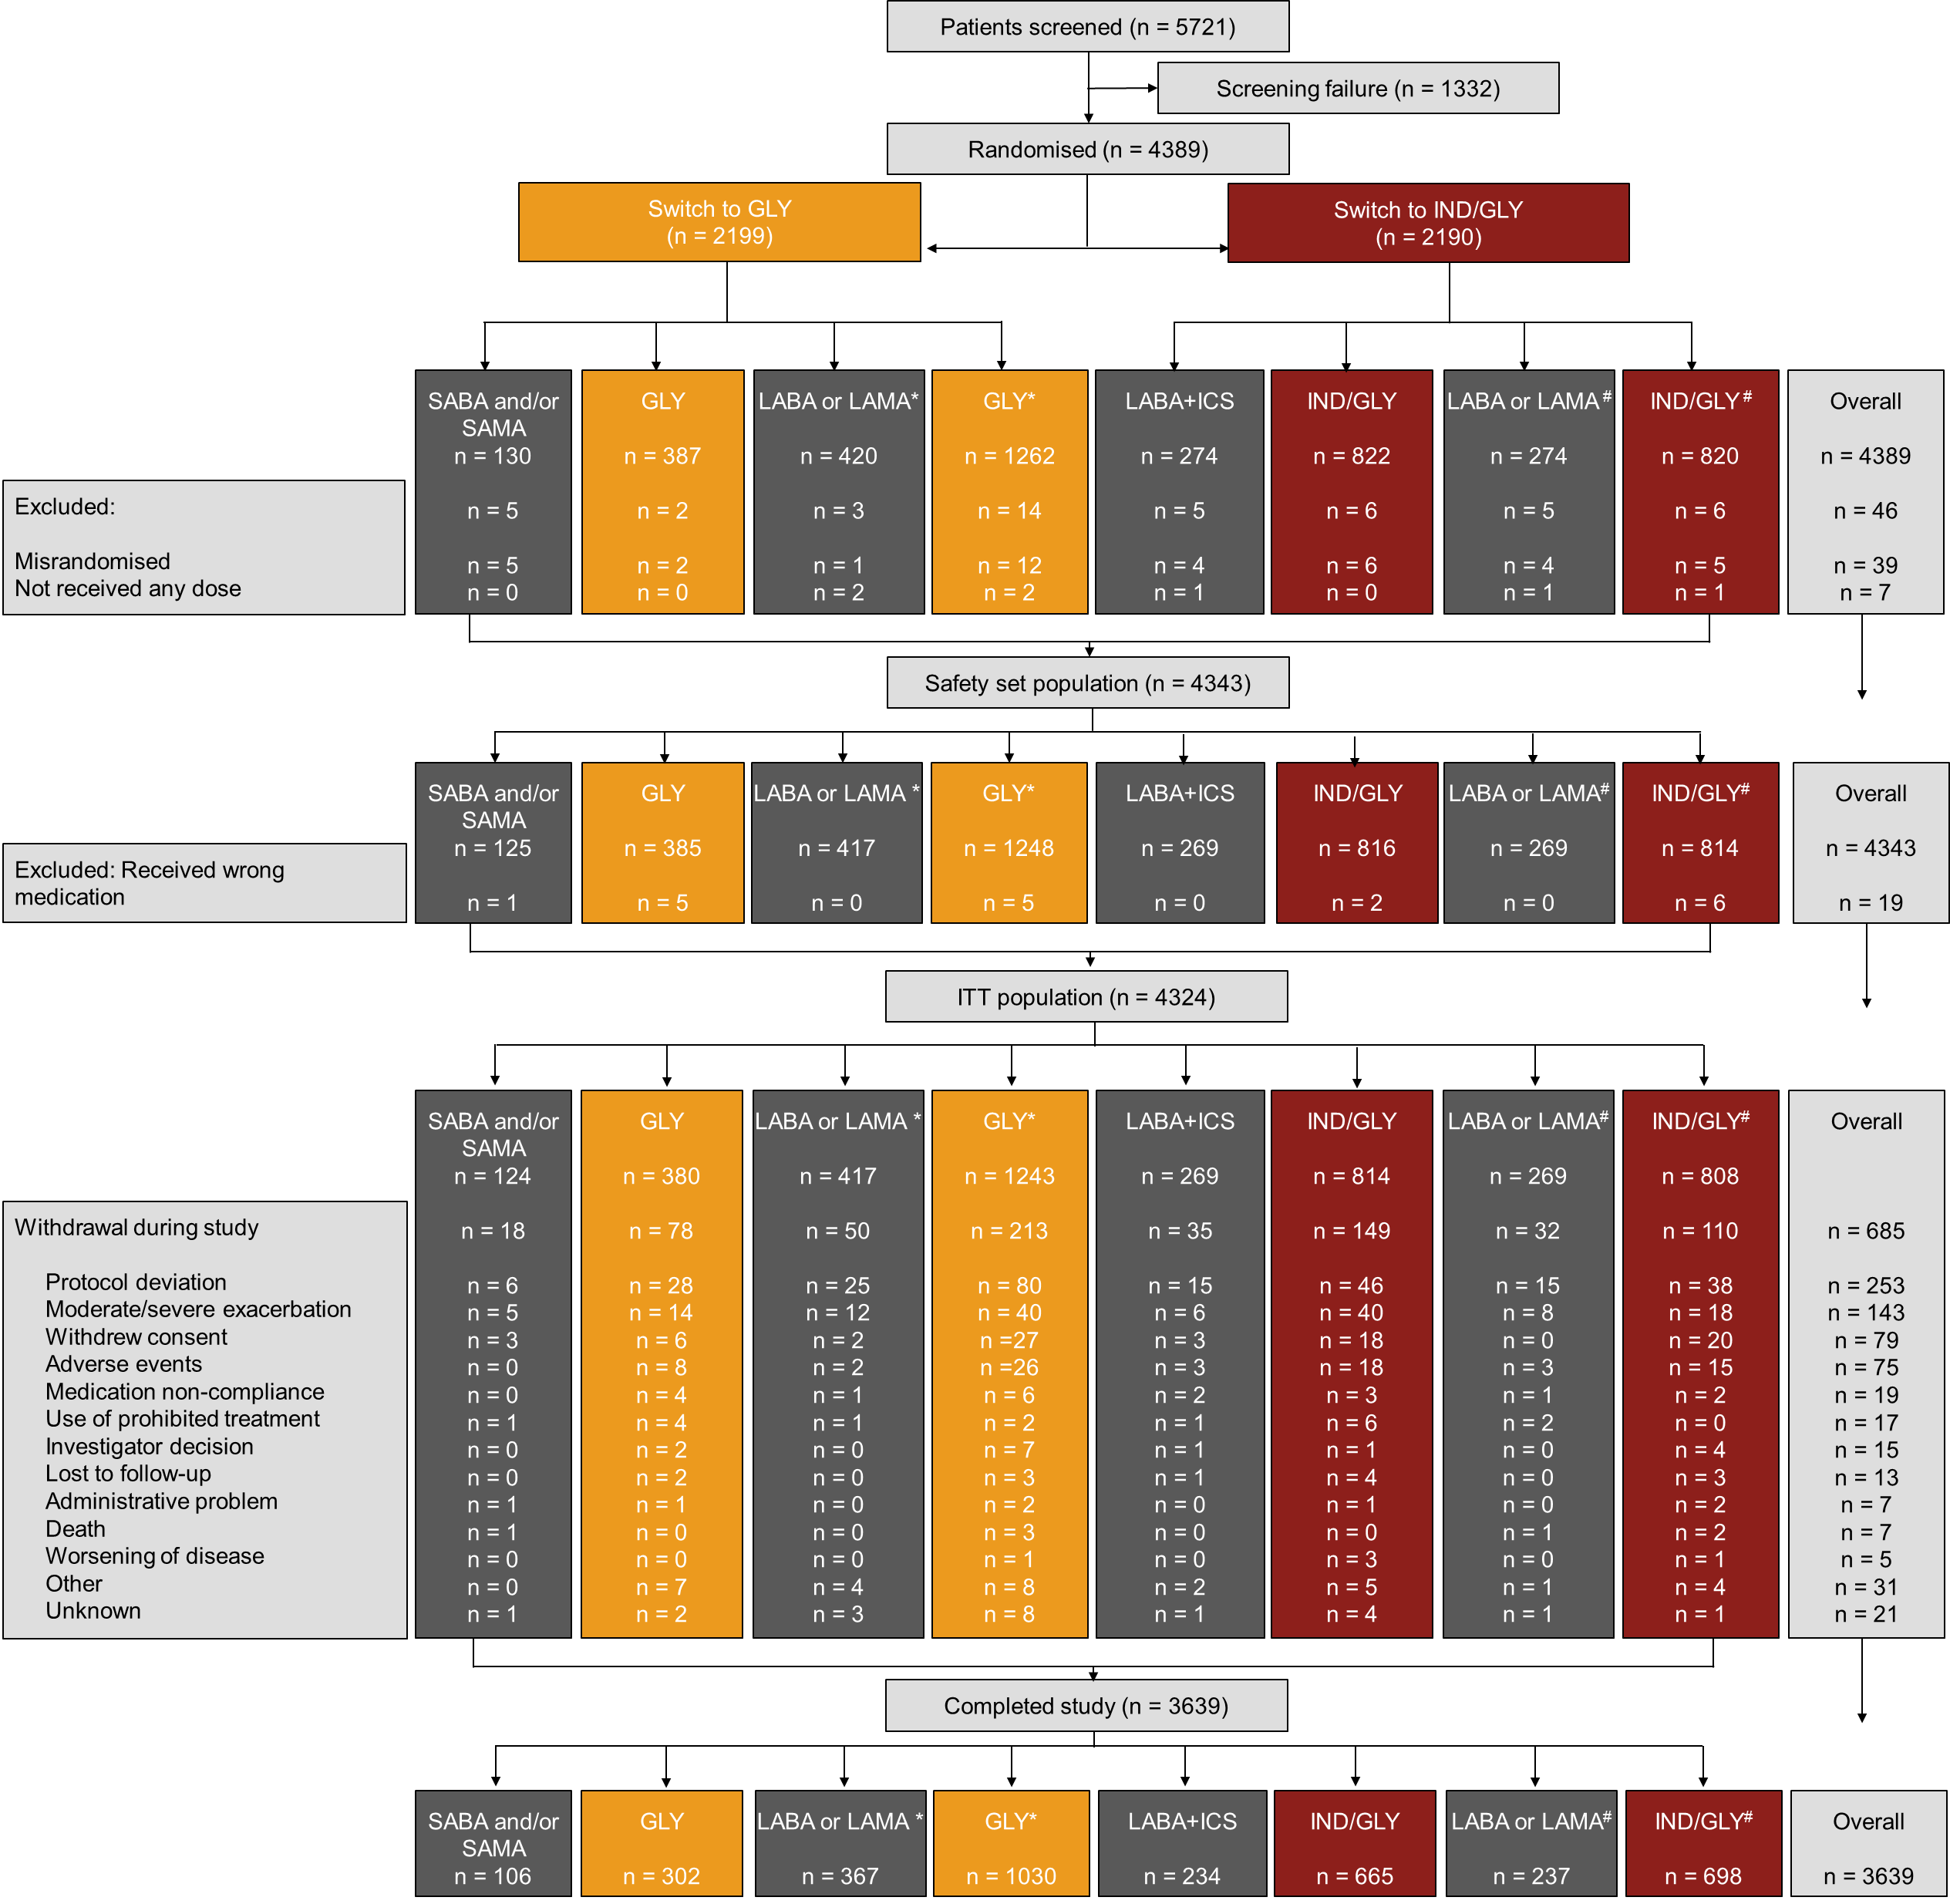 Patients screened (n = 5721)
Screening failure (n = 1332)
Randomised (n = 4389)
Switch to GLY
(n = 2199)
Switch to IND/GLY
(n = 2190)
SABA and/or
SAMA
n = 130
n = 5
n = 5
n = 0
GLY
n = 387
n = 2
n = 2
n = 0
LABA or LAMA*
n = 420
n = 3
n = 1
n = 2
GLY*
n = 1262
n = 14
n = 12
n = 2
LABA+ICS
n = 274
n = 5
n = 4
n = 1
IND/GLY
n = 822
n = 6
n = 6
n = 0
LABA or LAMA#
n = 274
n = 5
n = 4
n = 1
IND/GLY#
n = 820
n = 6
n = 5
n = 1
Overall
n = 4389
n = 46
n = 39
n = 7
Excluded:
Misrandomised
Not received any dose
Safety set population (n = 4343)
SABA and/or
SAMA
n = 125
n = 1
GLY
n = 385
n = 5
LABA or LAMA *
n = 417
n = 0
GLY*
n = 1248
n = 5
LABA+ICS
n = 269
n = 0
IND/GLY
n = 816
n = 2
LABA or LAMA#
n = 269
n = 0
IND/GLY#
n = 814
n = 6
Overall
n = 4343
n = 19
Excluded: Received wrong
medication
ITT population (n = 4324)
SABA and/or
SAMA
n = 124
n = 18
n = 6
n = 5
n = 3
n = 0
n = 0
n = 1
n = 0
n = 0
n = 1
n = 1
n = 0
n = 0
n = 1
GLY
n = 380
n = 78
n = 28
n = 14
n = 6
n = 8
n = 4
n = 4
n = 2
n = 2
n = 1
n = 0
n = 0
n = 7
n = 2
LABA or LAMA *
n = 417
n = 50
n = 25
n = 12
n = 2
n = 2
n = 1
n = 1
n = 0
n = 0
n = 0
n = 0
n = 0
n = 4
n = 3
GLY*
n = 1243
n = 213
n = 80
n = 40
n =27
n =26
n = 6
n = 2
n = 7
n = 3
n = 2
n = 3
n = 1
n = 8
n = 8
LABA+ICS
n = 269
n = 35
n = 15
n = 6
n = 3
n = 3
n = 2
n = 1
n = 1
n = 1
n = 0
n = 0
n = 0
n = 2
n = 1
IND/GLY
n = 814
n = 149
n = 46
n = 40
n = 18
n = 18
n = 3
n = 6
n = 1
n = 4
n = 1
n = 0
n = 3
n = 5
n = 4
LABA or LAMA#
n = 269
n = 32
n = 15
n = 8
n = 0
n = 3
n = 1
n = 2
n = 0
n = 0
n = 0
n = 1
n = 0
n = 1
n = 1
IND/GLY#
n = 808
n = 110
n = 38
n = 18
n = 20
n = 15
n = 2
n = 0
n = 4
n = 3
n = 2
n = 2
n = 1
n = 4
n = 1
Overall
n = 685
n = 253
n = 143
n = 79
n = 75
n = 19
n = 17
n = 15
n = 13
n = 7
n = 7
n = 5
n = 31
n = 21
Withdrawal during study
Protocol deviation
Moderate/severe exacerbation
Withdrew consent
Adverse events
Medication non-compliance
Use of prohibited treatment
Investigator decision
Lost to follow-up
Administrative problem
Death
Worsening of disease
Other
Unknown
Completed study (n = 3639)
SABA and/or
SAMA
n = 106
GLY
n = 302
LABA or LAMA *
n = 367
GLY*
n = 1030
LABA+ICS
n = 234
IND/GLY
n = 665
LABA or LAMA#
n = 237
IND/GLY#
n = 698
Overall
n = 3639